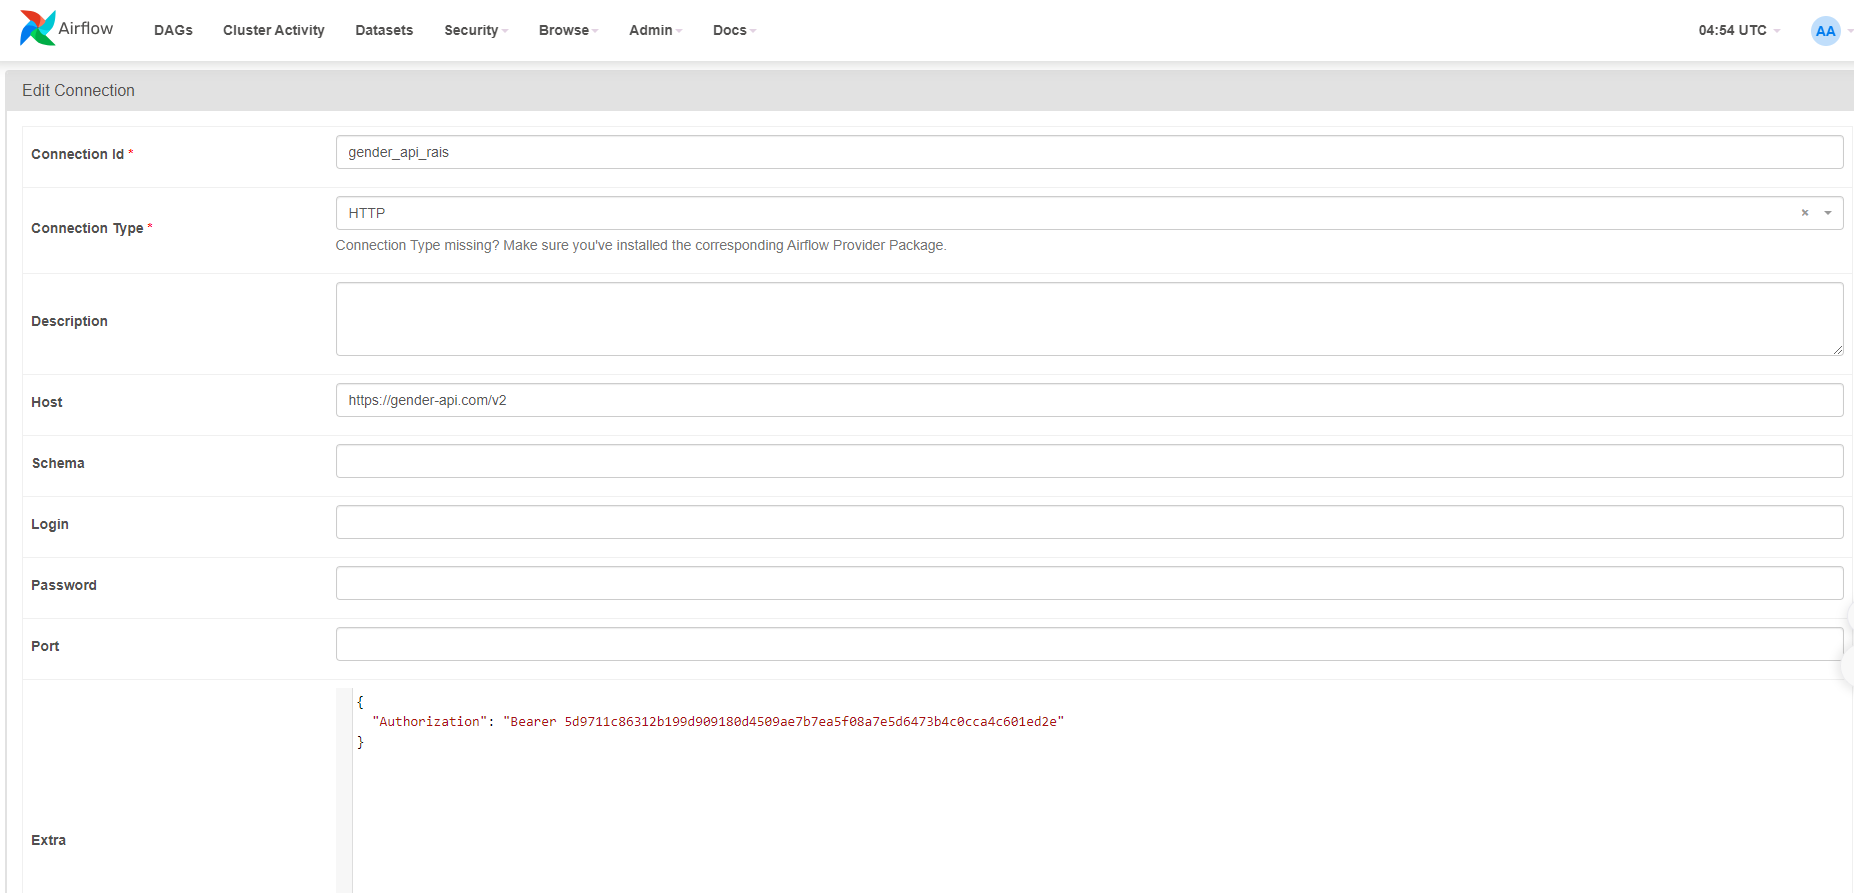 Airflow DAGs Cluster Activity Datasets Security Browse Admin Docs 04:54 UTC AA
Edit Connection
Connection Id * gender_api_rais
Connection Type * HTTP
Connection Type missing? Make sure you've installed the corresponding Airflow Provider Package.
Description
Host https://gender-api.com/v2
Schema
Login
Password
Port
{
"Authorization": "Bearer 5d9711c86312b199d909180d4509ae7b7ea5f08a7e5d6473b4c0cca4c601ed2e"
}
Extra